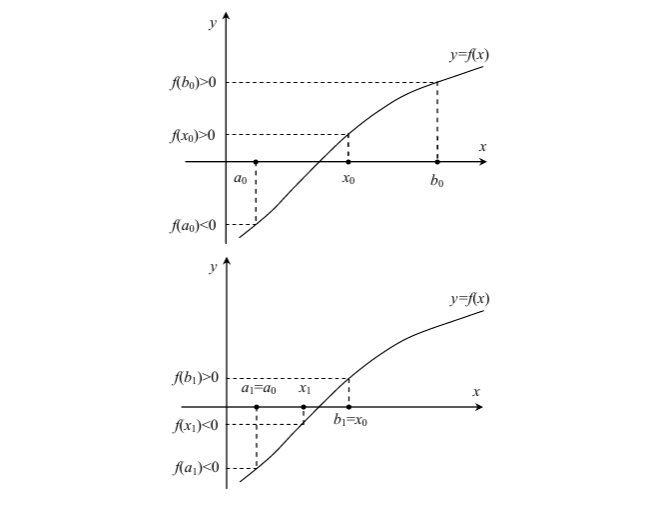 y
y=f(x)
f(b₀)>0
f(x₀)>0
x
a₀ x₀ b₀
f(a₀)<0
y
y=f(x)
f(b₁)>0
a₁=a₀ x₁ x
f(x₁)<0 b₁=x₀
f(a₁)<0